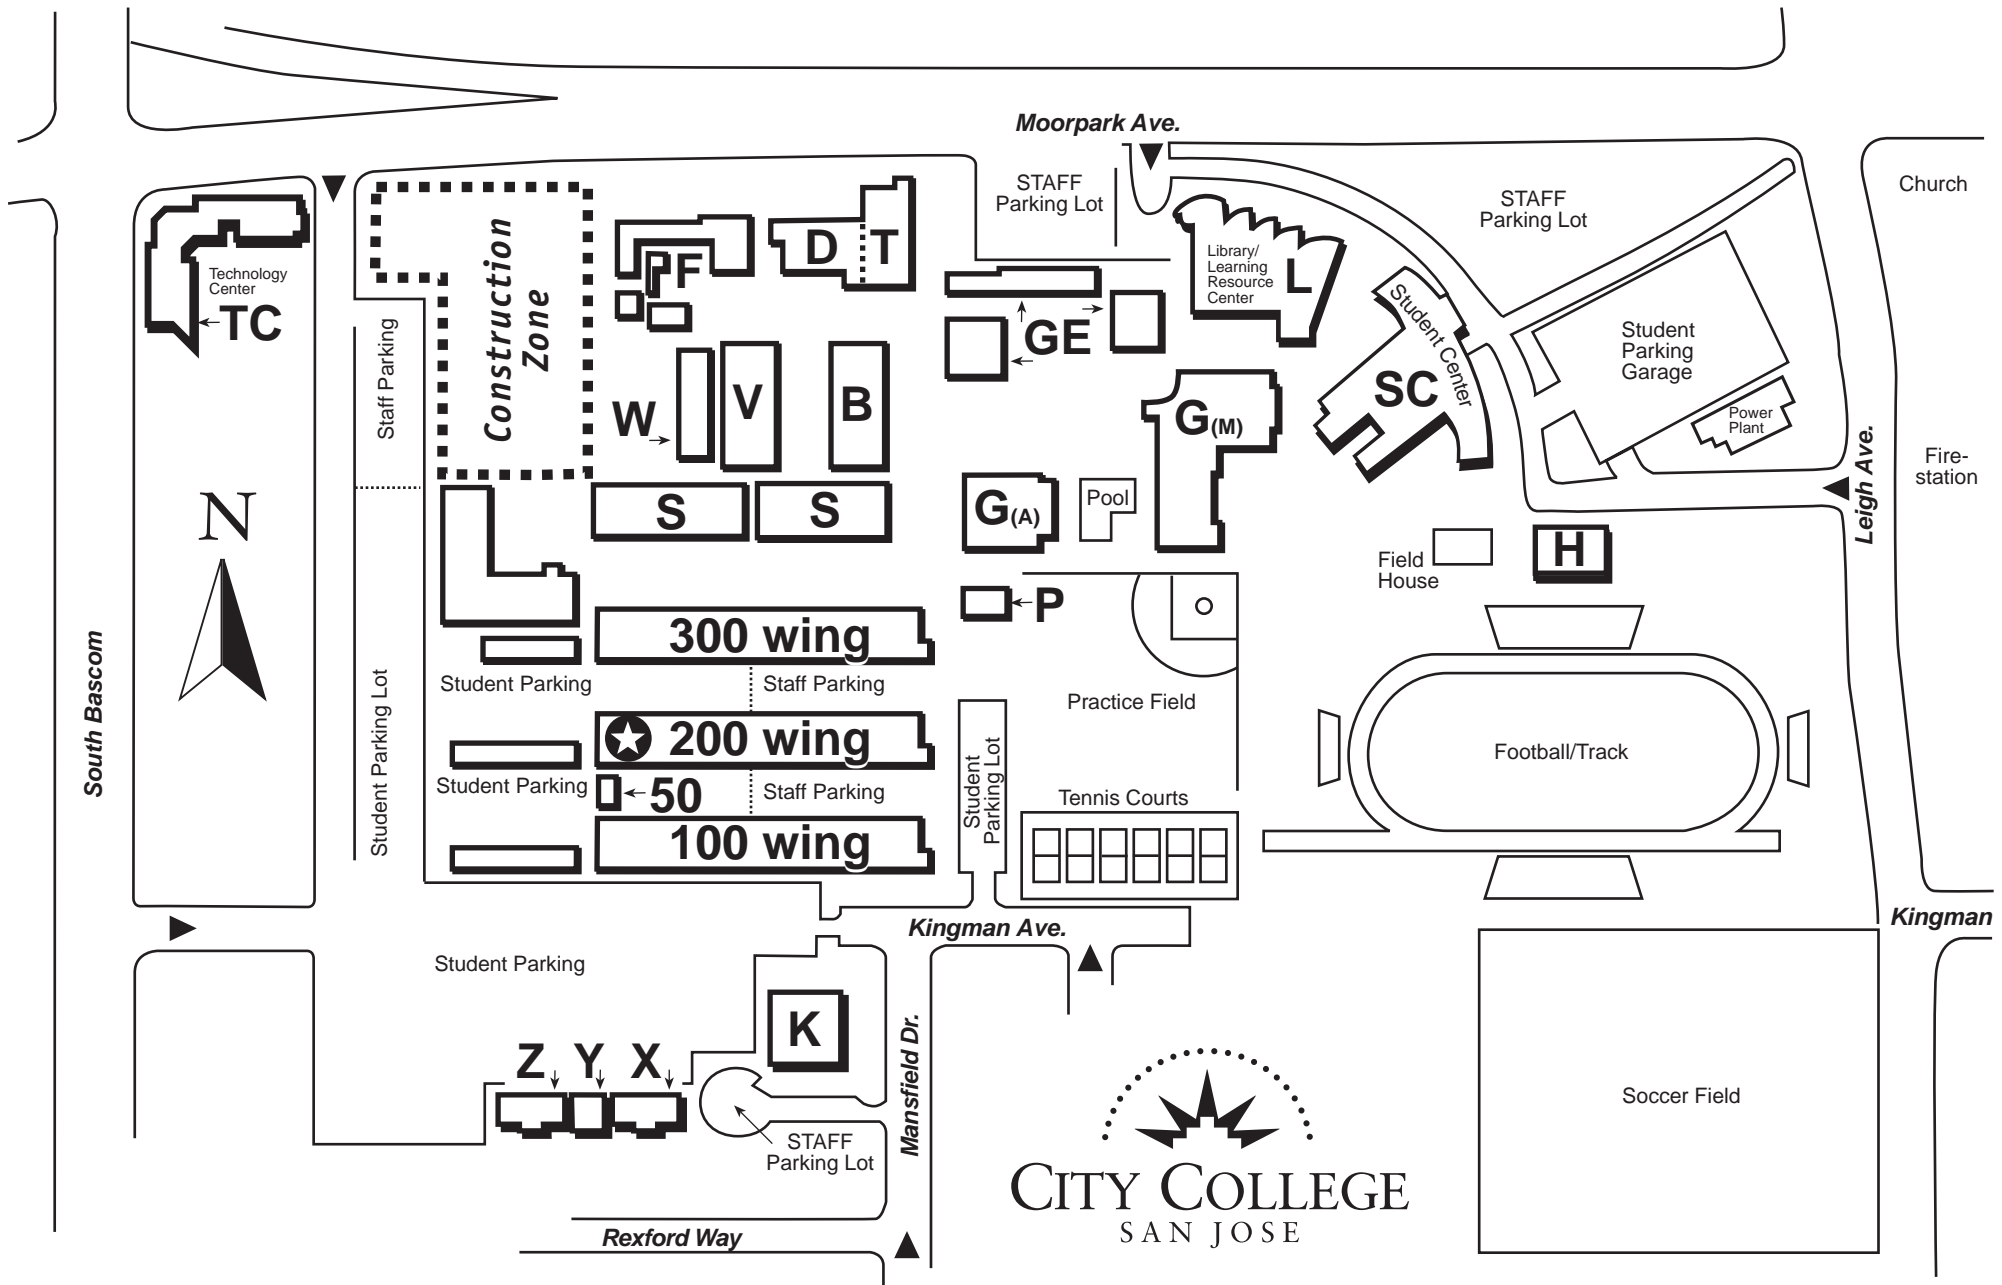 Moorpark Ave.
STAFF
Parking Lot
STAFF
Parking Lot
Church
Technology
Center
TC
Construction
Zone
F
D
T
Library/
Learning
Resource
Center
L
Student Center
SC
GE
Student
Parking
Garage
Power
Plant
Staff Parking
W
V
B
G(M)
Leigh Ave.
Fire-
station
N
S
S
G(A)
Pool
Field
House
H
P
South Bascom
Student Parking Lot
300 wing
Student Parking
Staff Parking
Practice Field
200 wing
Football/Track
Student Parking
50
Staff Parking
Student
Parking Lot
Tennis Courts
100 wing
Kingman Ave.
Kingman
Student Parking
K
Z
Y
X
Mansfield Dr.
STAFF
Parking Lot
Soccer Field
CITY COLLEGE
SAN JOSE
Rexford Way